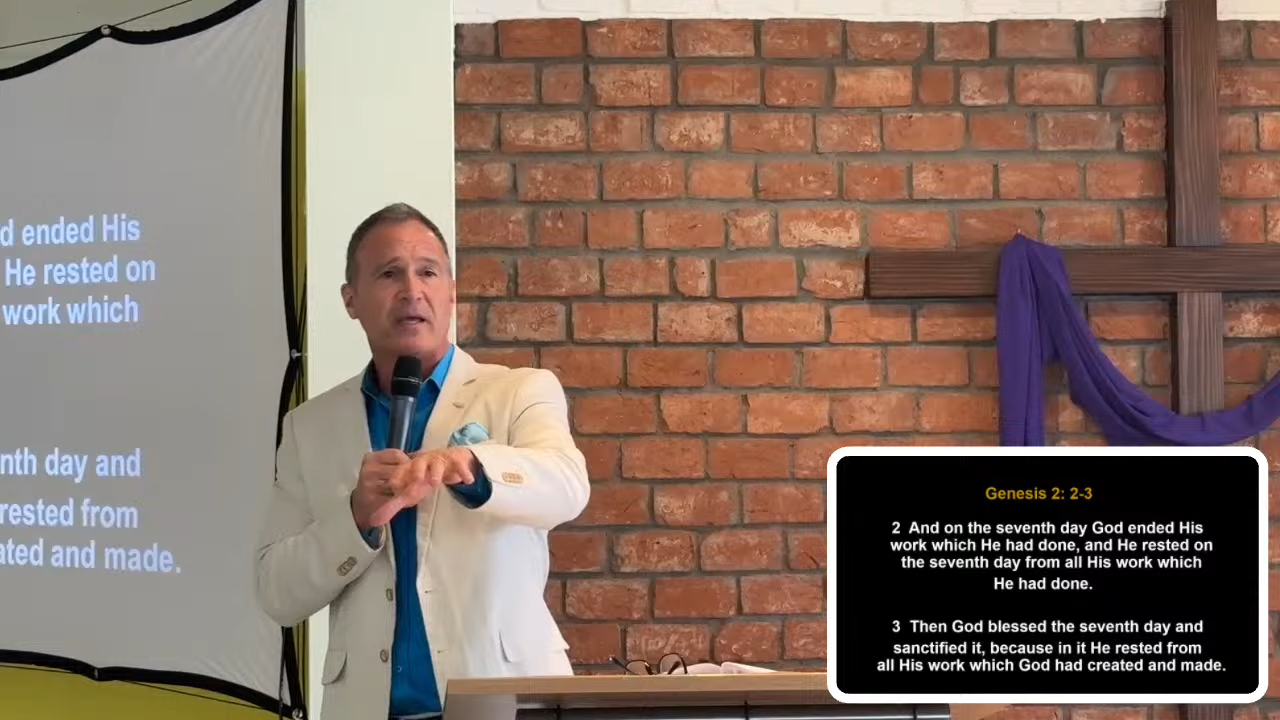 d ended His
He rested on
work which
nth day and
rested from
ated and made.
Genesis 2: 2-3
2 And on the seventh day God ended His
work which He had done, and He rested on
the seventh day from all His work which
He had done.
3 Then God blessed the seventh day and
sanctified it, because in it He rested from
all His work which God had created and made.